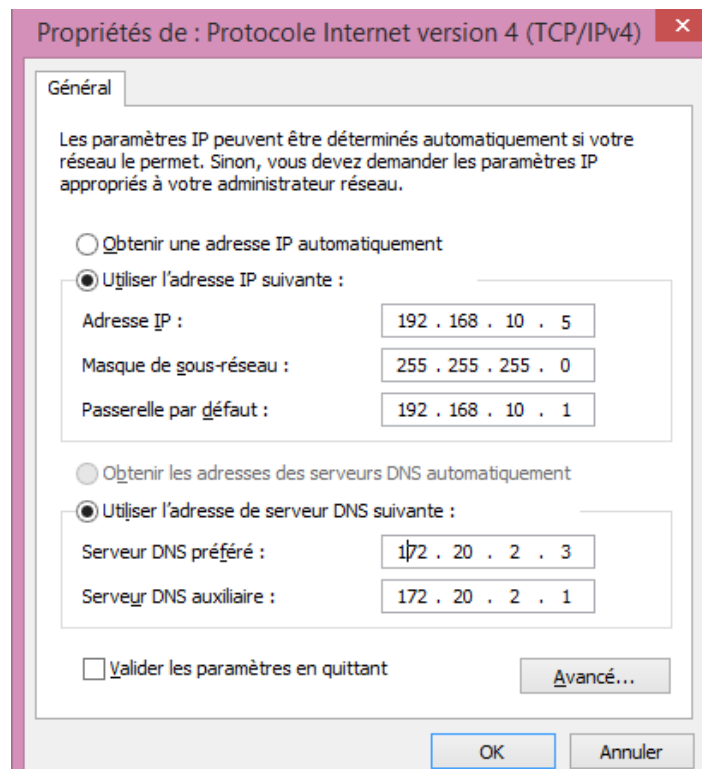 Propriétés de : Protocole Internet version 4 (TCP/IPv4)
Général
Les paramètres IP peuvent être déterminés automatiquement si votre
réseau le permet. Sinon, vous devez demander les paramètres IP
appropriés à votre administrateur réseau.
Obtenir une adresse IP automatiquement
Utiliser l'adresse IP suivante :
Adresse IP : 192 . 168 . 10 . 5
Masque de sous-réseau : 255 . 255 . 255 . 0
Passerelle par défaut : 192 . 168 . 10 . 1
Obtenir les adresses des serveurs DNS automatiquement
Utiliser l'adresse de serveur DNS suivante :
Serveur DNS préféré : 172 . 20 . 2 . 3
Serveur DNS auxiliaire : 172 . 20 . 2 . 1
Valider les paramètres en quittant
Avancé...
OK Annuler